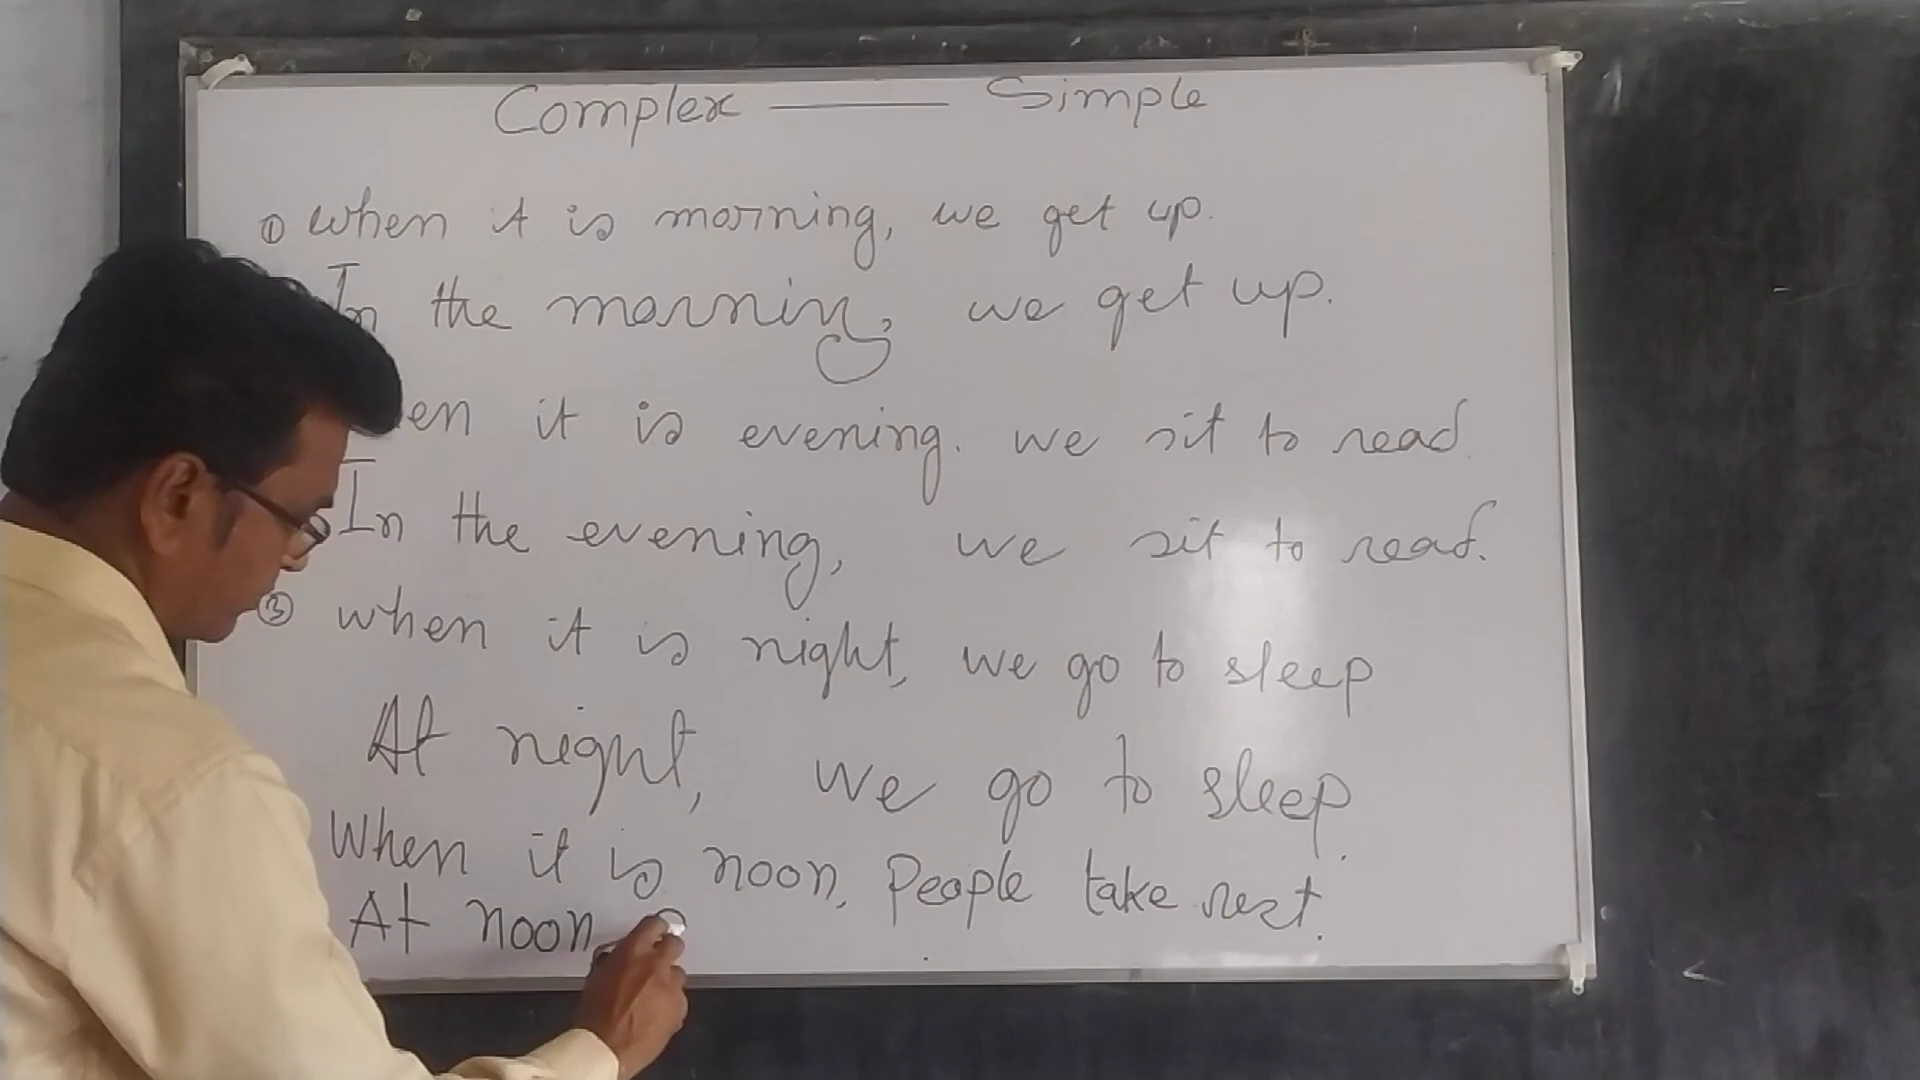 Complex —— Simple
① When it is morning, we get up.
In the morning, we get up.
en it is evening. we sit to read
In the evening, we sit to read.
③ when it is night, we go to sleep
At night, we go to sleep.
When it is noon, People take rest.
At noon,